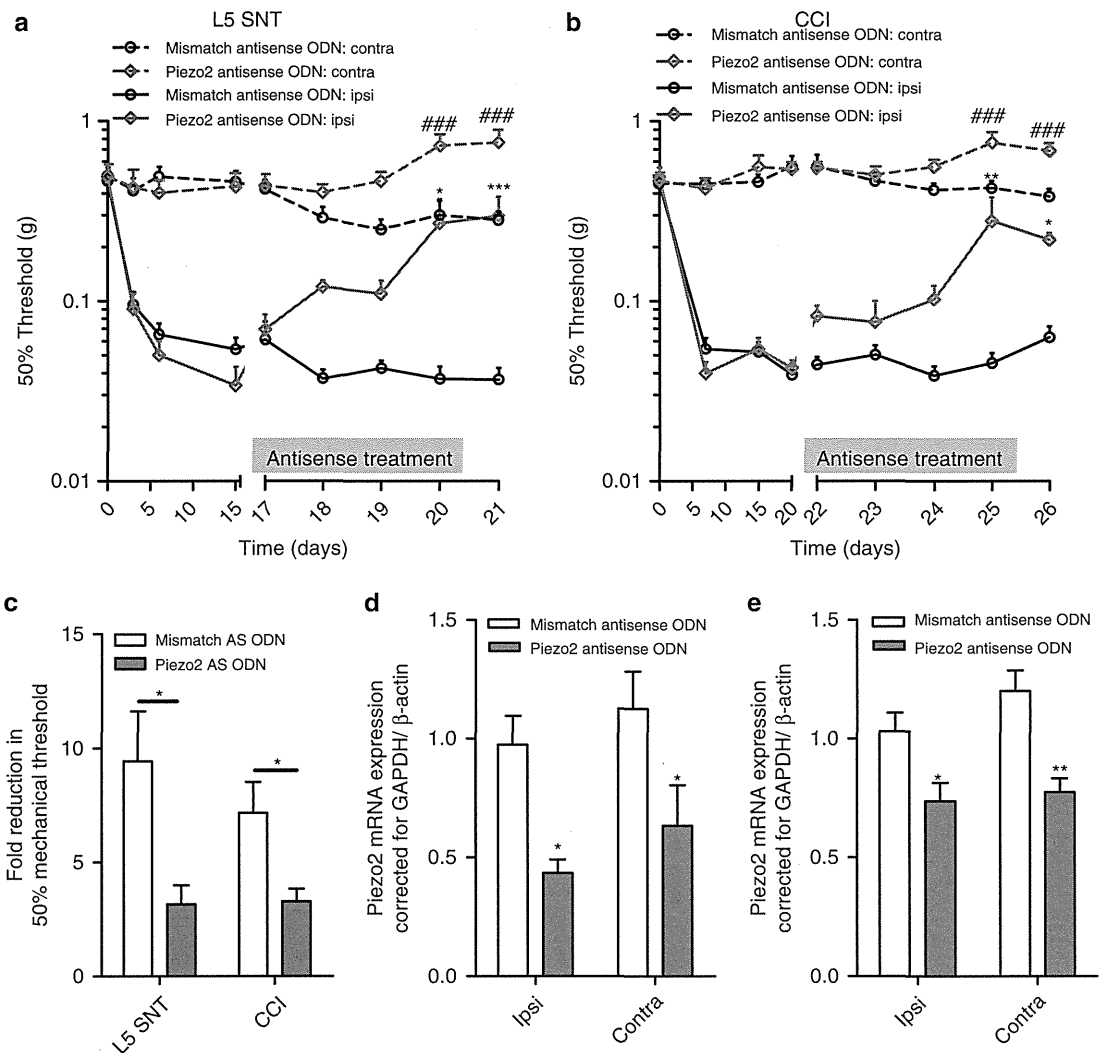 a
L5 SNT
Mismatch antisense ODN: contra
Piezo2 antisense ODN: contra
Mismatch antisense ODN: ipsi
Piezo2 antisense ODN: ipsi
###
###
*
***
50% Threshold (g)
1
0.1
0.01
Antisense treatment
0
5
10
15
17
18
19
20
21
Time (days)
b
CCI
Mismatch antisense ODN: contra
Piezo2 antisense ODN: contra
Mismatch antisense ODN: ipsi
Piezo2 antisense ODN: ipsi
###
###
**
*
50% Threshold (g)
1
0.1
0.01
Antisense treatment
0
5
10
15
20
22
23
24
25
26
Time (days)
c
Mismatch AS ODN
Piezo2 AS ODN
*
*
Fold reduction in
50% mechanical threshold
15
10
5
0
L5 SNT
CCI
d
Mismatch antisense ODN
Piezo2 antisense ODN
*
*
Piezo2 mRNA expression
corrected for GAPDH/ β-actin
1.5
1.0
0.5
0.0
Ipsi
Contra
e
Mismatch antisense ODN
Piezo2 antisense ODN
*
**
Piezo2 mRNA expression
corrected for GAPDH/ β-actin
1.5
1.0
0.5
0.0
Ipsi
Contra